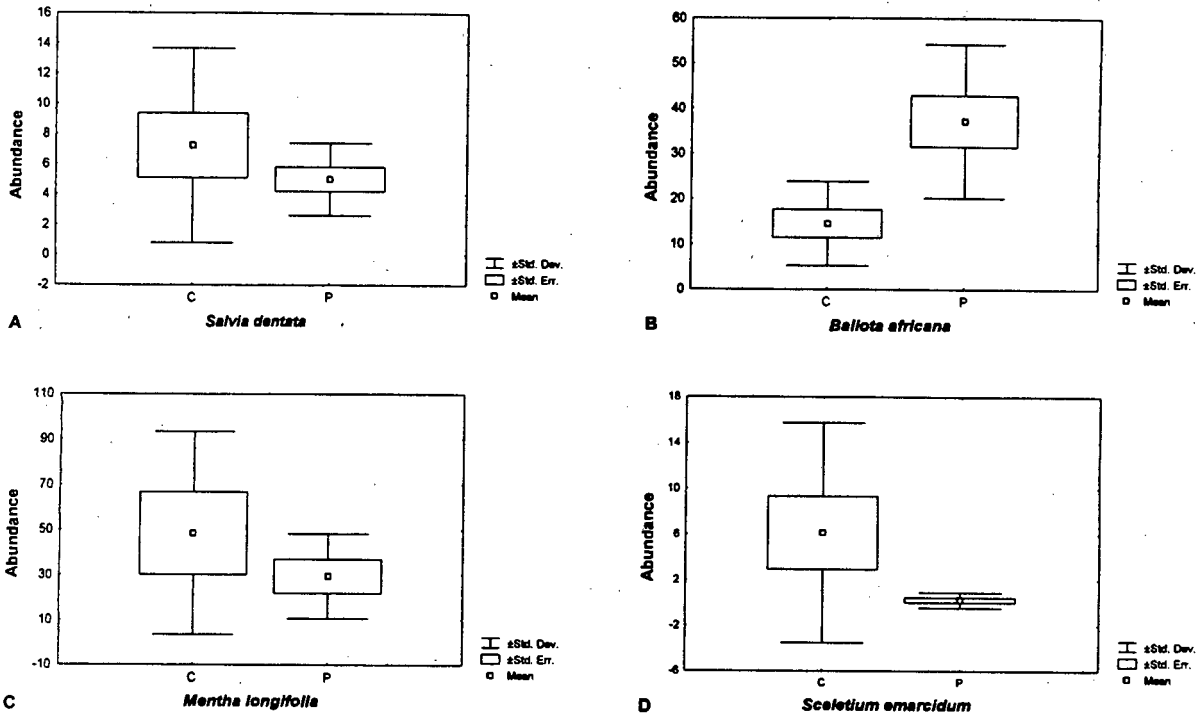 16
14
12
10
8
6
4
2
0
-2
Abundance
C P
±Std. Dev.
±Std. Err.
Mean
A
Salvia dentata
60
50
40
30
20
10
0
Abundance
C P
±Std. Dev.
±Std. Err.
Mean
B
Ballota africana
110
90
70
50
30
10
-10
Abundance
C P
±Std. Dev.
±Std. Err.
Mean
C
Mentha longifolia
18
14
10
6
2
-2
-6
Abundance
C P
±Std. Dev.
±Std. Err.
Mean
D
Sceletium emarcidum